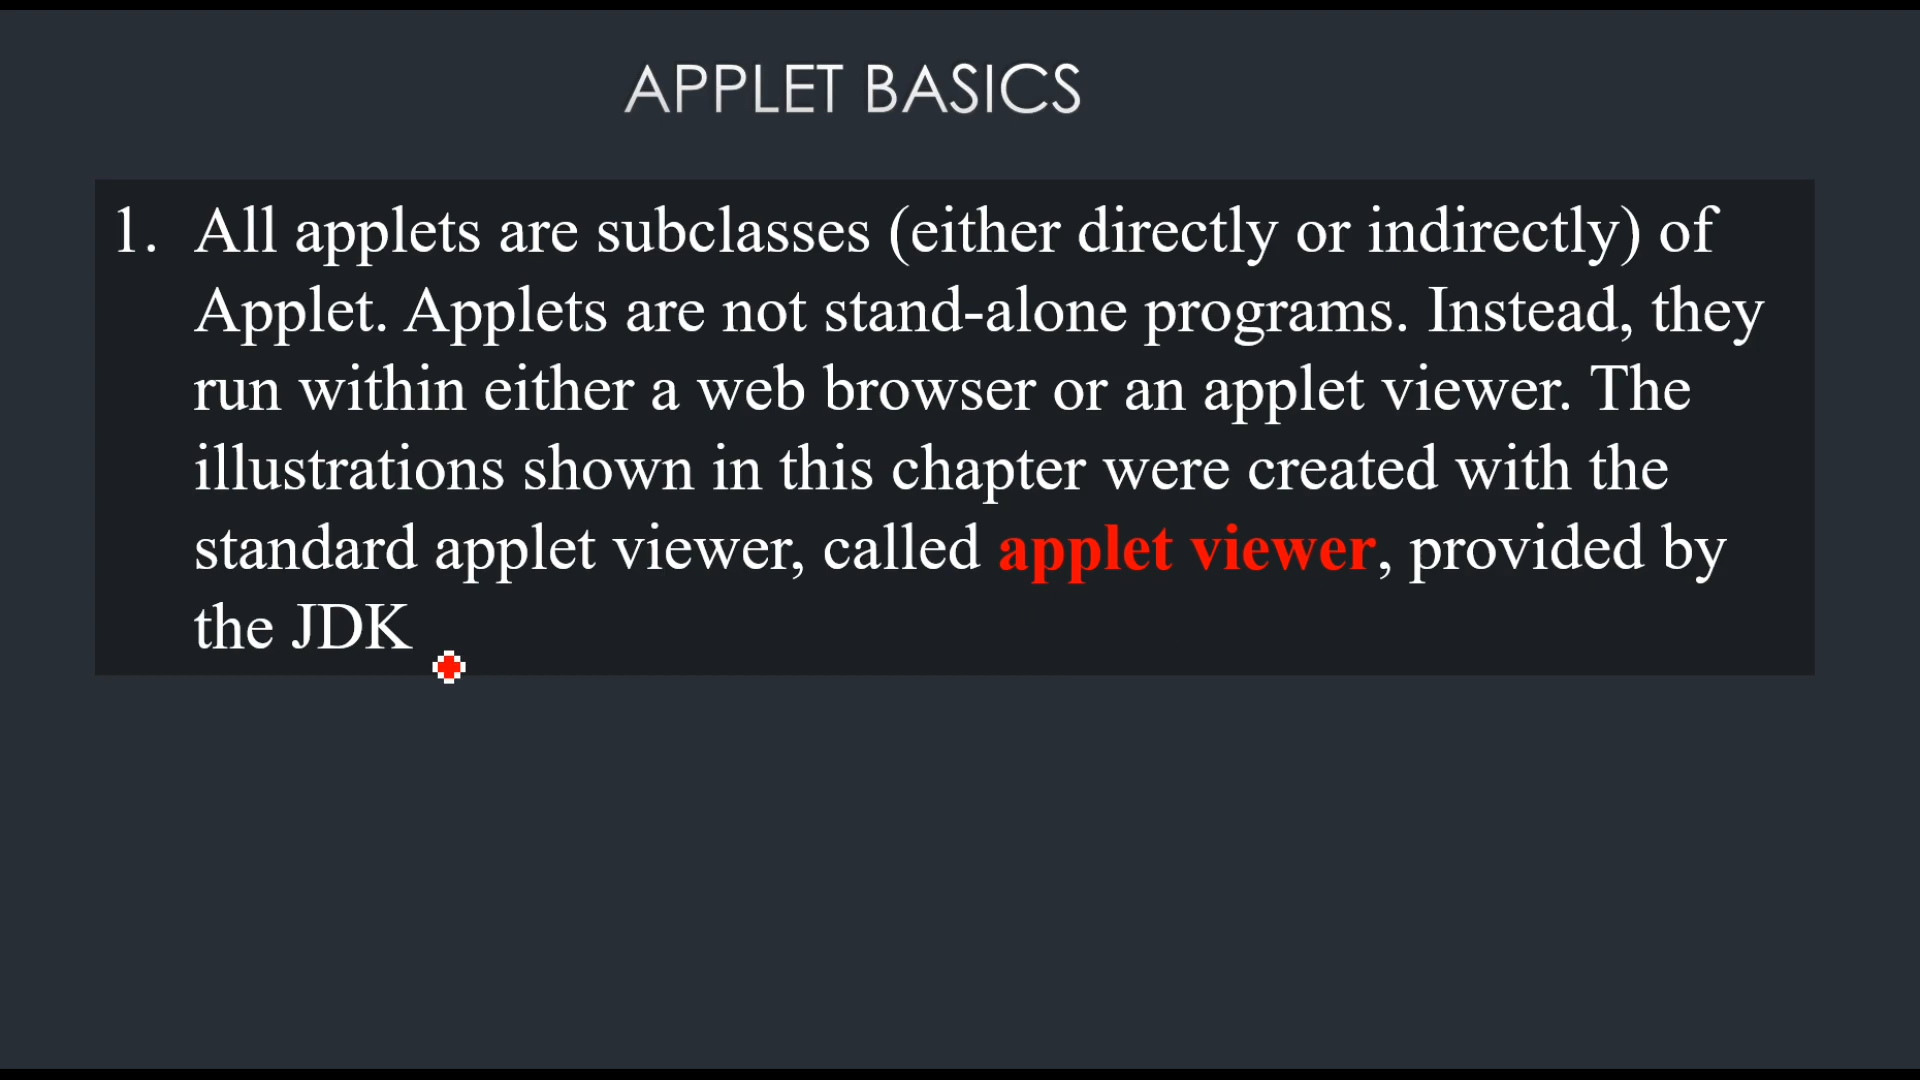 APPLET BASICS
1. All applets are subclasses (either directly or indirectly) of
Applet. Applets are not stand-alone programs. Instead, they
run within either a web browser or an applet viewer. The
illustrations shown in this chapter were created with the
standard applet viewer, called applet viewer, provided by
the JDK